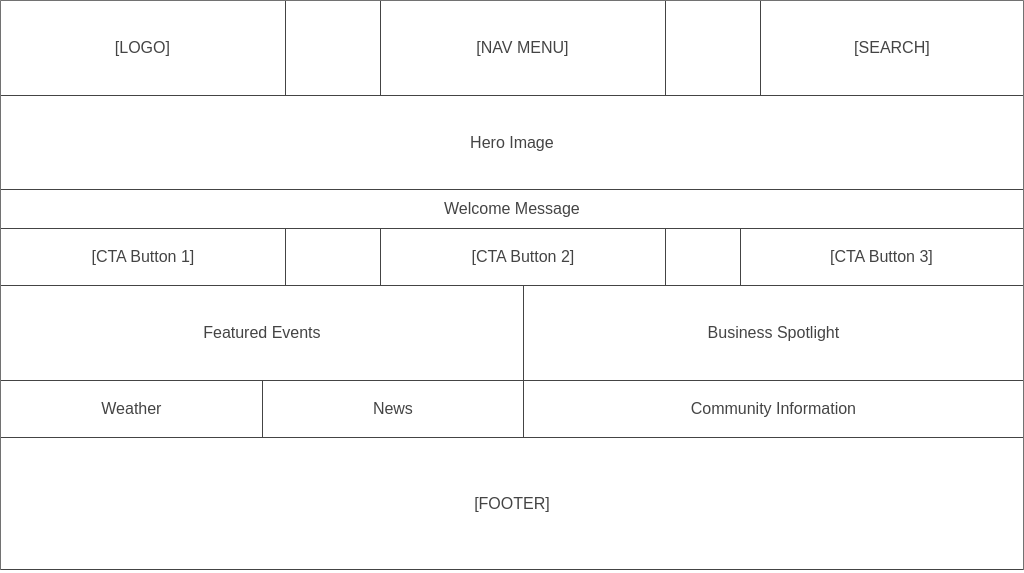 [LOGO]
[NAV MENU]
[SEARCH]
Hero Image
Welcome Message
[CTA Button 1]
[CTA Button 2]
[CTA Button 3]
Featured Events
Business Spotlight
Weather
News
Community Information
[FOOTER]